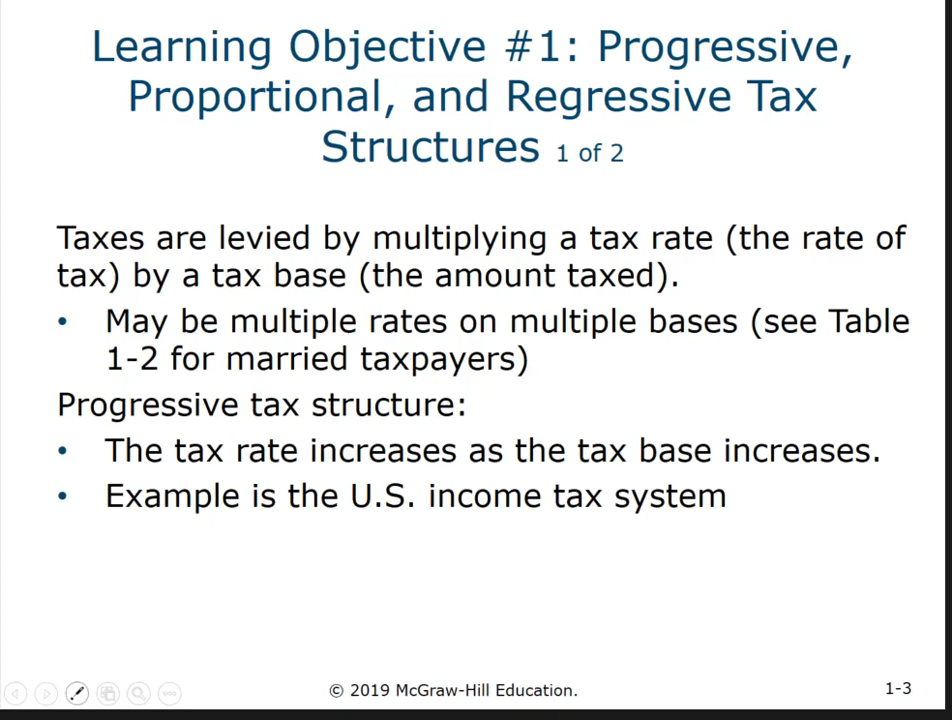 Learning Objective #1: Progressive,
Proportional, and Regressive Tax
Structures 1 of 2
Taxes are levied by multiplying a tax rate (the rate of
tax) by a tax base (the amount taxed).
• May be multiple rates on multiple bases (see Table
1-2 for married taxpayers)
Progressive tax structure:
• The tax rate increases as the tax base increases.
• Example is the U.S. income tax system
© 2019 McGraw-Hill Education.
1-3